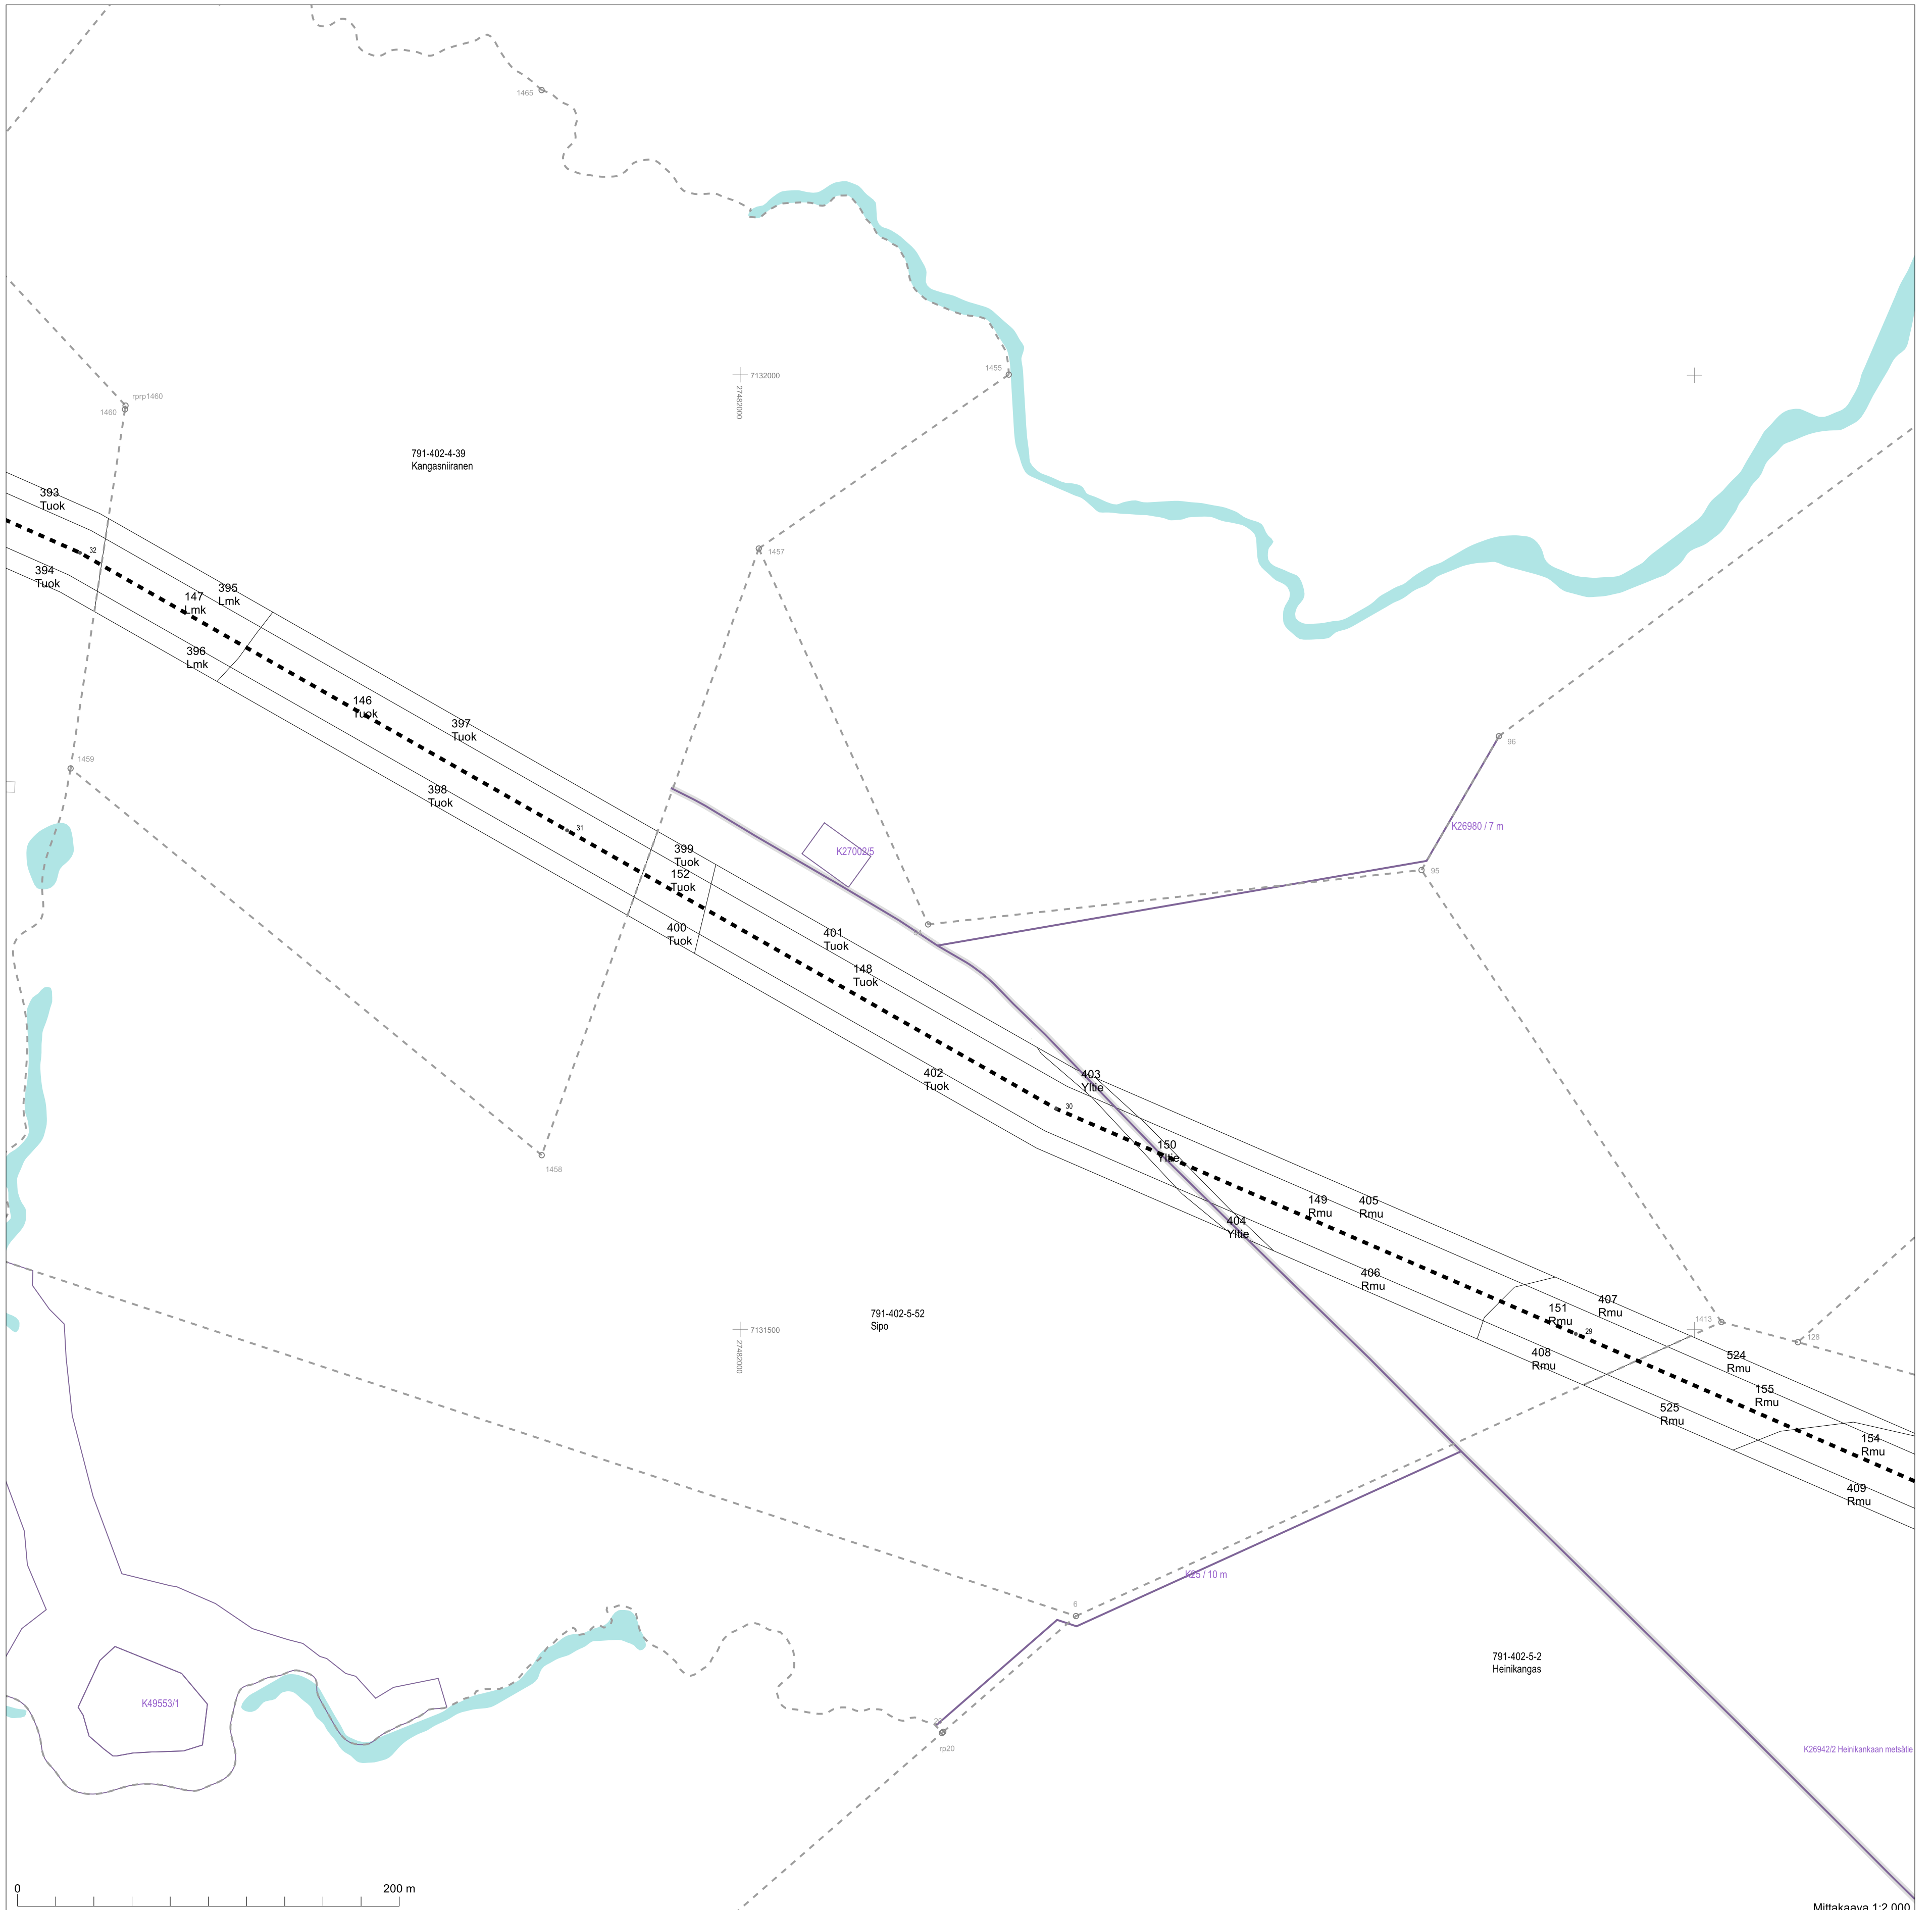 1465
1455
7132000
27482000
rprp1460
1460
791-402-4-39
Kangasniiranen
393
Tuok
32
1457
394
Tuok
395
Lmk
147
Lmk
396
Lmk
146
Tuok
397
Tuok
96
1459
398
Tuok
31
K26980 / 7 m
399
Tuok
K27002/5
152
Tuok
95
400
Tuok
401
Tuok
148
Tuok
402
Tuok
403
Yltie
30
150
Yltie
1458
149
Rmu
405
Rmu
404
Yltie
406
Rmu
791-402-5-52
Sipo
7131500
27482000
151
Rmu
407
Rmu
29
1413
128
408
Rmu
524
Rmu
155
Rmu
525
Rmu
154
Rmu
409
Rmu
K25 / 10 m
6
791-402-5-2
Heinikangas
K49553/1
rp20
K26942/2 Heinikankaan metsätie
0
200 m
Mittakaava 1:2 000